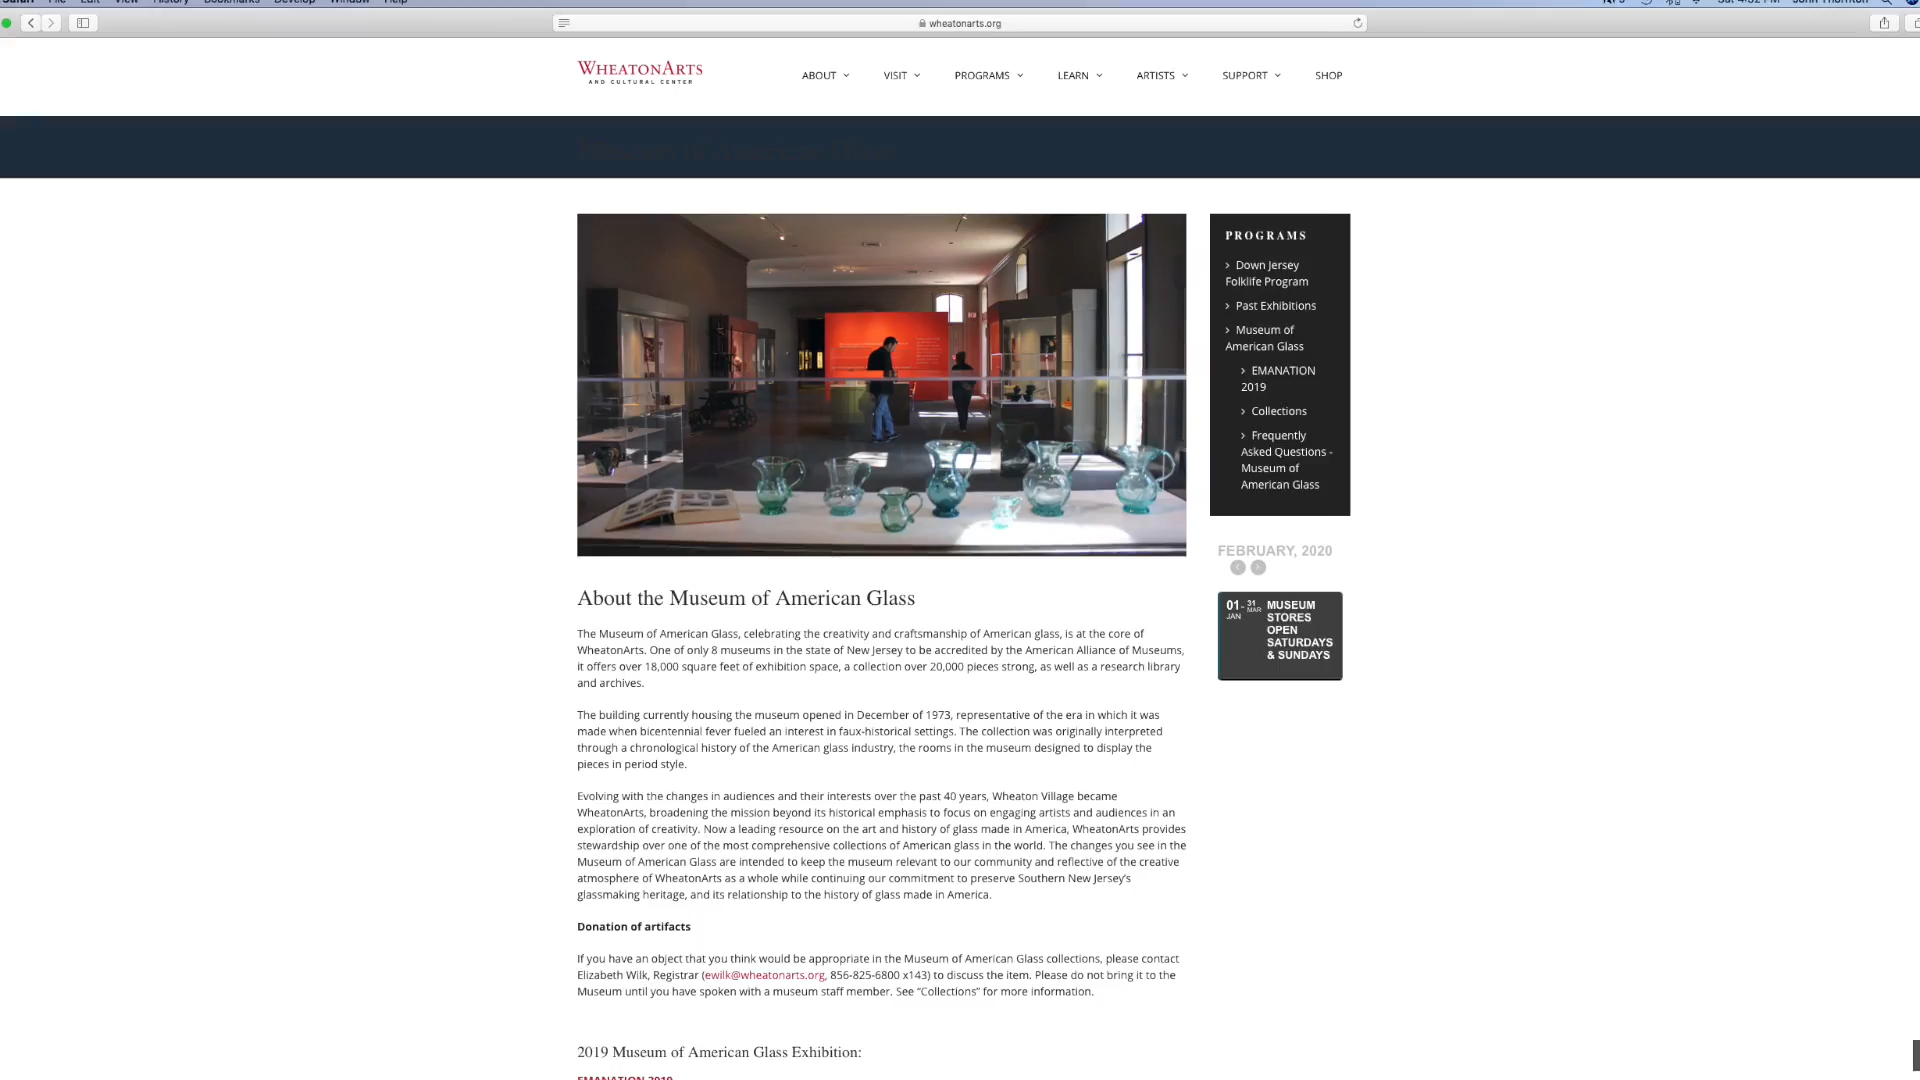 Safari File Edit View History Bookmarks Develop Window Help
wheatonarts.org
WHEATONARTS
AND CULTURAL CENTER
ABOUT VISIT PROGRAMS LEARN ARTISTS SUPPORT SHOP
PROGRAMS
Down Jersey
Folklife Program
Past Exhibitions
Museum of
American Glass
EMANATION
2019
Collections
Frequently
Asked Questions -
Museum of
American Glass
FEBRUARY, 2020
01 - 31
JAN MAR
MUSEUM
STORES
OPEN
SATURDAYS
& SUNDAYS
About the Museum of American Glass
The Museum of American Glass, celebrating the creativity and craftsmanship of American glass, is at the core of
WheatonArts. One of only 8 museums in the state of New Jersey to be accredited by the American Alliance of Museums,
it offers over 18,000 square feet of exhibition space, a collection over 20,000 pieces strong, as well as a research library
and archives.
The building currently housing the museum opened in December of 1973, representative of the era in which it was
made when bicentennial fever fueled an interest in faux-historical settings. The collection was originally interpreted
through a chronological history of the American glass industry, the rooms in the museum designed to display the
pieces in period style.
Evolving with the changes in audiences and their interests over the past 40 years, Wheaton Village became
WheatonArts, broadening the mission beyond its historical emphasis to focus on engaging artists and audiences in an
exploration of creativity. Now a leading resource on the art and history of glass made in America, WheatonArts provides
stewardship over one of the most comprehensive collections of American glass in the world. The changes you see in the
Museum of American Glass are intended to keep the museum relevant to our community and reflective of the creative
atmosphere of WheatonArts as a whole while continuing our commitment to preserve Southern New Jersey’s
glassmaking heritage, and its relationship to the history of glass made in America.
Donation of artifacts
If you have an object that you think would be appropriate in the Museum of American Glass collections, please contact
Elizabeth Wilk, Registrar (ewilk@wheatonarts.org, 856-825-6800 x143) to discuss the item. Please do not bring it to the
Museum until you have spoken with a museum staff member. See “Collections” for more information.
2019 Museum of American Glass Exhibition:
EMANATION 2019